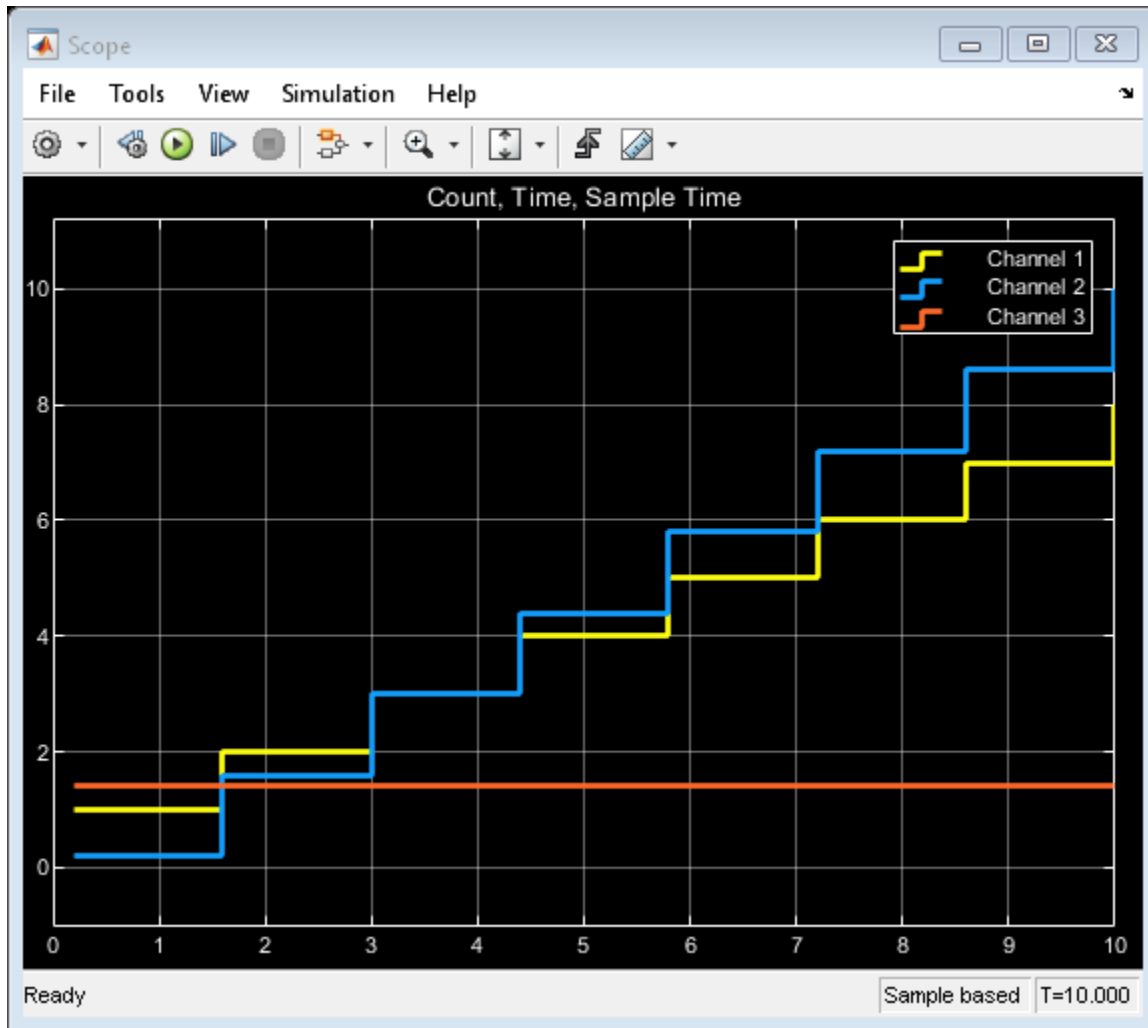 Scope
File Tools View Simulation Help
Count, Time, Sample Time
Channel 1
Channel 2
Channel 3
10
8
6
4
2
0
0 1 2 3 4 5 6 7 8 9 10
Ready Sample based T=10.000